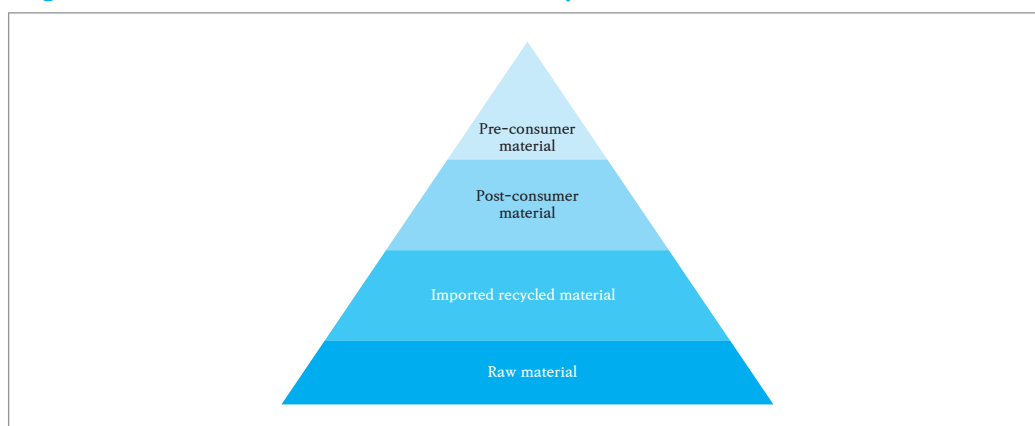 Pre-consumer
material
Post-consumer
material
Imported recycled material
Raw material